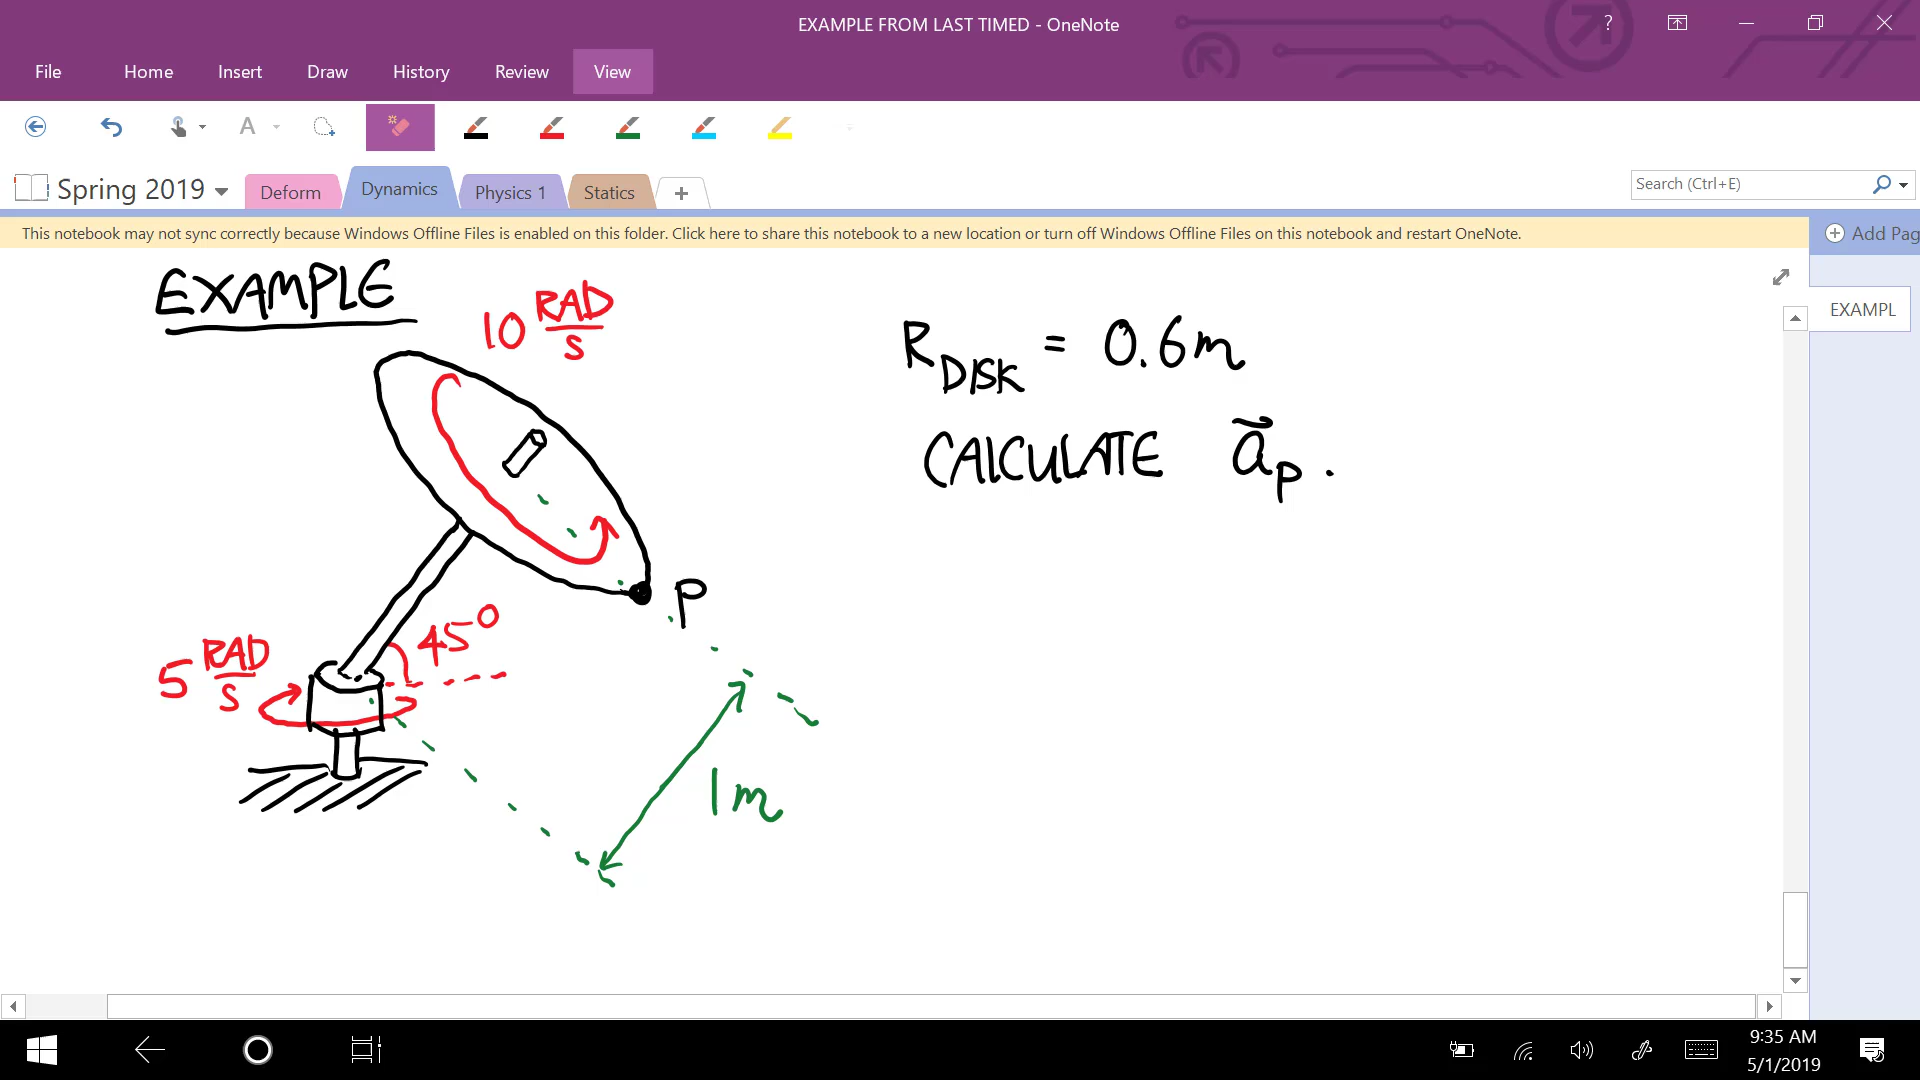 EXAMPLE FROM LAST TIMED - OneNote
?
File Home Insert Draw History Review View
A
Spring 2019 Deform Dynamics Physics 1 Statics +
Search (Ctrl+E)
This notebook may not sync correctly because Windows Offline Files is enabled on this folder. Click here to share this notebook to a new location or turn off Windows Offline Files on this notebook and restart OneNote.
Add Pag
EXAMPL
EXAMPLE
10 RAD/S
R DISK = 0.6m
CALCULATE a⃗P.
P
45°
5 RAD/S
1m
9:35 AM
5/1/2019